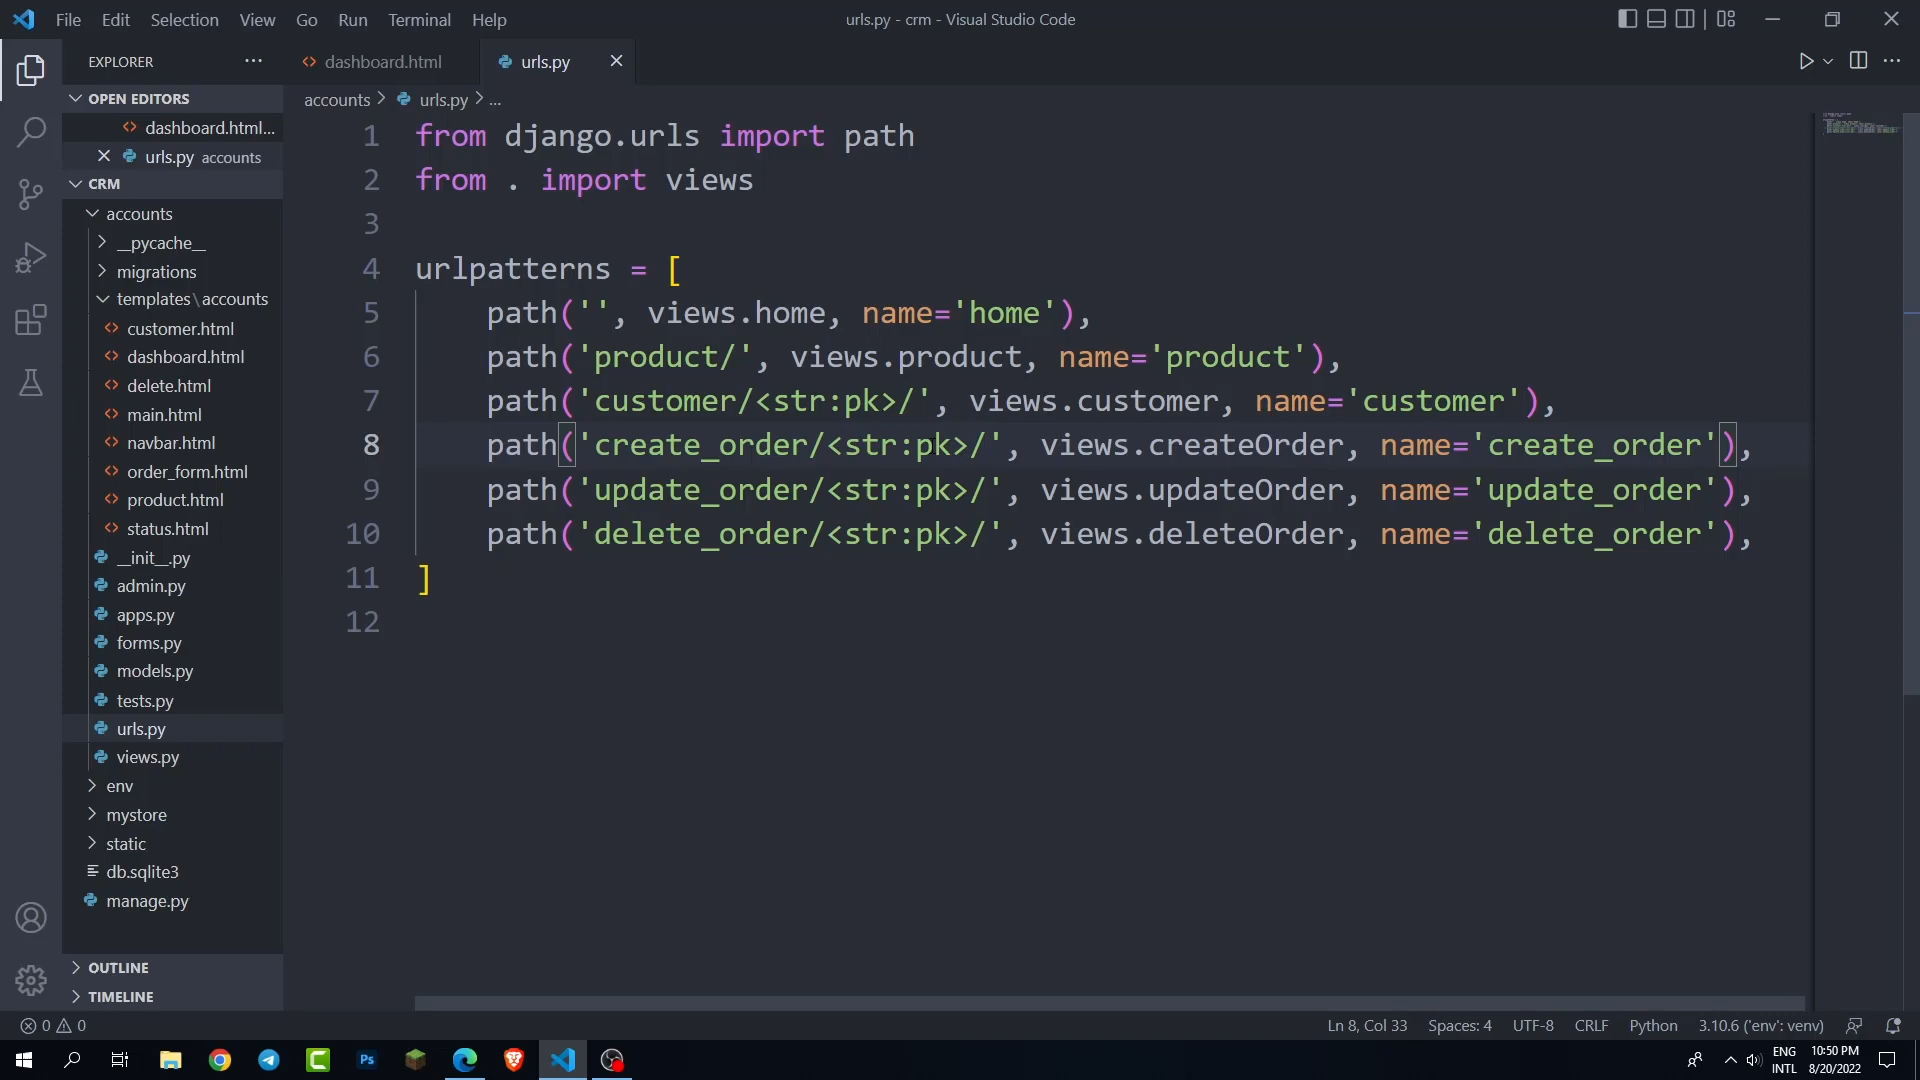 File Edit Selection View Go Run Terminal Help
urls.py - crm - Visual Studio Code
EXPLORER
dashboard.html
urls.py
OPEN EDITORS
dashboard.html...
urls.py accounts
CRM
accounts
__pycache__
migrations
templates\accounts
customer.html
dashboard.html
delete.html
main.html
navbar.html
order_form.html
product.html
status.html
__init__.py
admin.py
apps.py
forms.py
models.py
tests.py
urls.py
views.py
env
mystore
static
db.sqlite3
manage.py
OUTLINE
TIMELINE
accounts > urls.py > ...
1 from django.urls import path
2 from . import views
3
4 urlpatterns = [
5 path('', views.home, name='home'),
6 path('product/', views.product, name='product'),
7 path('customer/<str:pk>/', views.customer, name='customer'),
8 path('create_order/<str:pk>/', views.createOrder, name='create_order'),
9 path('update_order/<str:pk>/', views.updateOrder, name='update_order'),
10 path('delete_order/<str:pk>/', views.deleteOrder, name='delete_order'),
11 ]
12
0 0
Ln 8, Col 33 Spaces: 4 UTF-8 CRLF Python 3.10.6 ('env': venv)
Ps
ENG
INTL
10:50 PM
8/20/2022